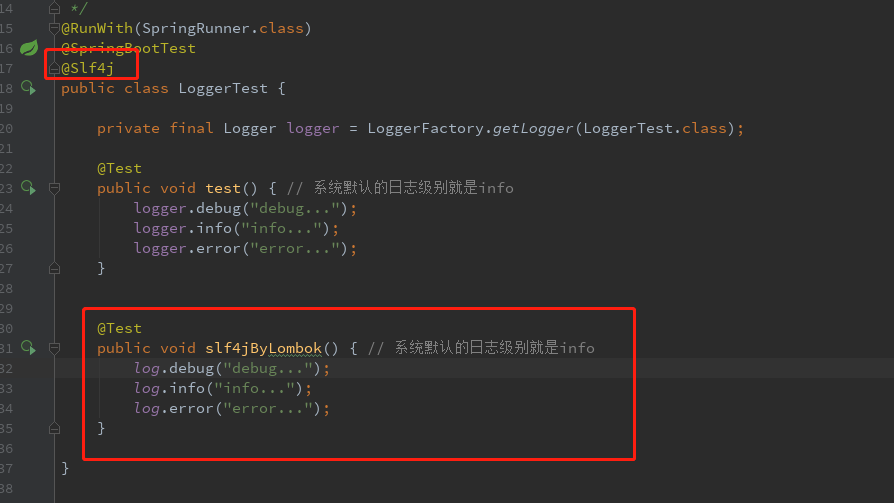 14 */
15 @RunWith(SpringRunner.class)
16 @SpringBootTest
17 @Slf4j
18 public class LoggerTest {
19
20 private final Logger logger = LoggerFactory.getLogger(LoggerTest.class);
21
22 @Test
23 public void test() { // 系统默认的日志级别就是info
24 logger.debug("debug...");
25 logger.info("info...");
26 logger.error("error...");
27 }
28
29
30 @Test
31 public void slf4jByLombok() { // 系统默认的日志级别就是info
32 log.debug("debug...");
33 log.info("info...");
34 log.error("error...");
35 }
36
37 }
38